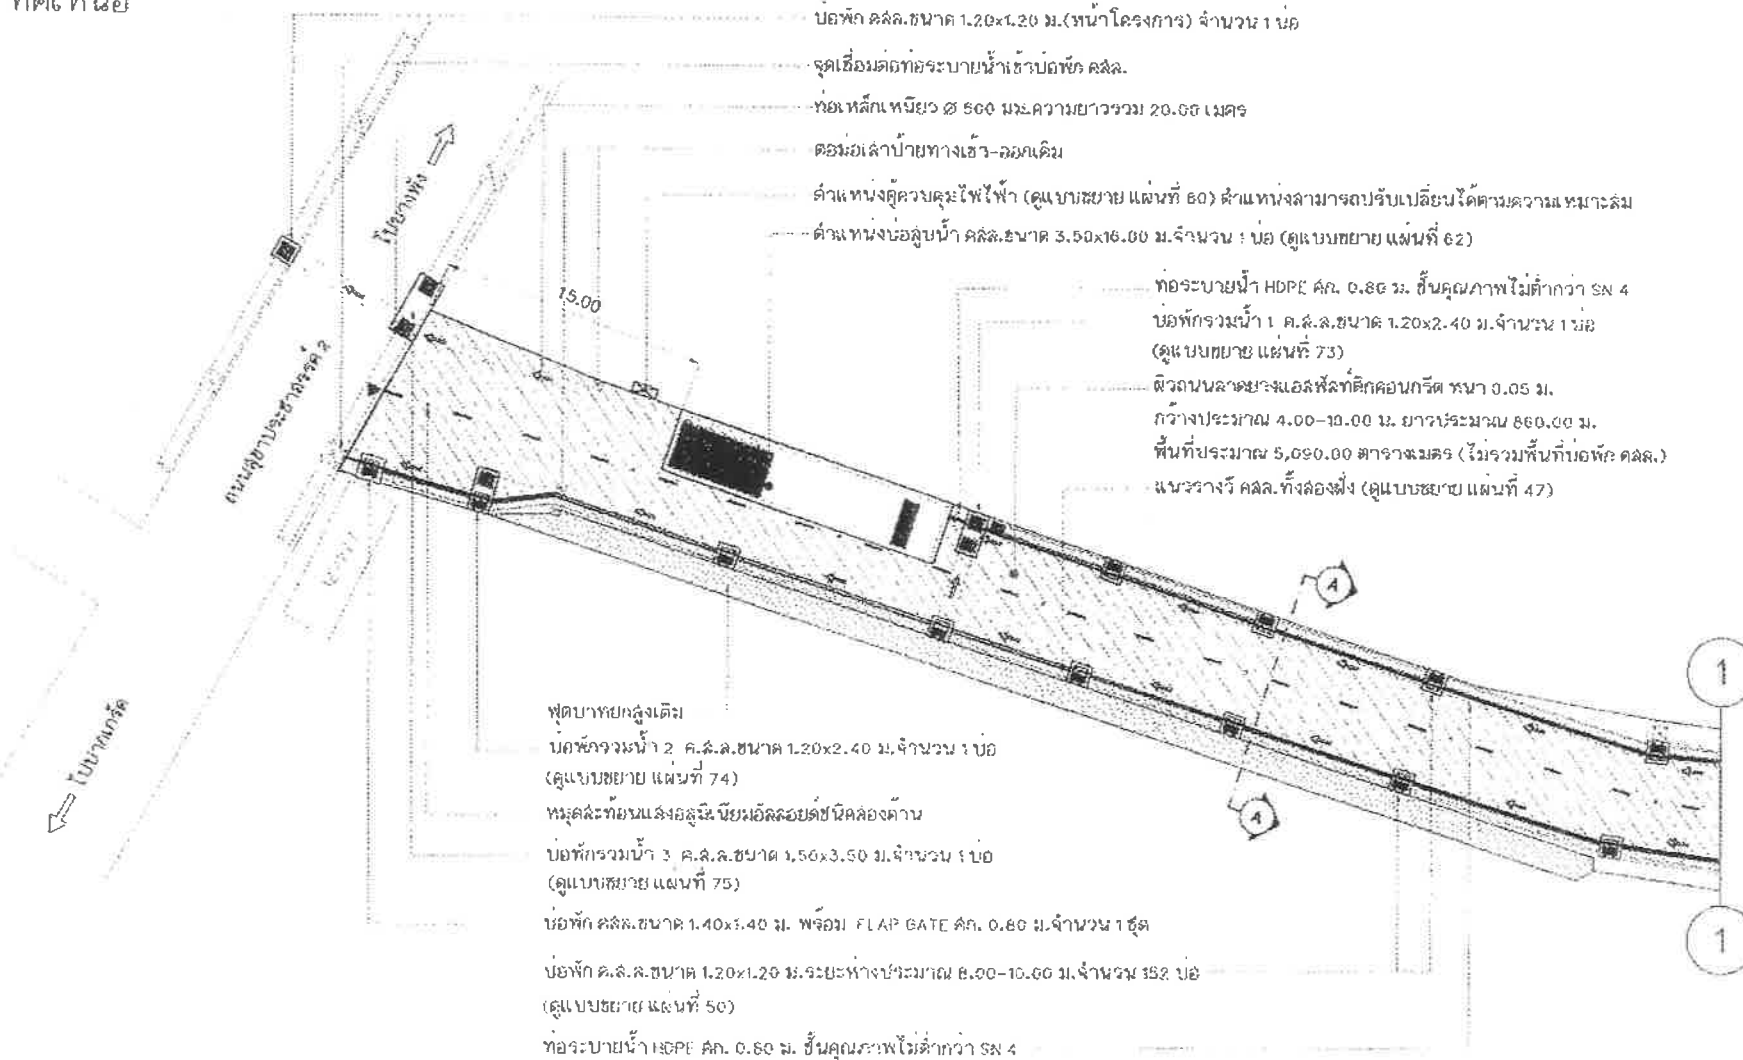 ทิศเหนือ
บ่อพัก คสล.ขนาด 1.20x1.20 ม.(หน้าโครงการ) จำนวน 1 บ่อ
จุดเชื่อมต่อท่อระบายน้ำเข้าบ่อพัก คสล.
ท่อเหล็กเหนียว Ø 600 มม.ความยาวรวม 20.00 เมตร
ตอม่อเสาป้ายทางเข้า-ออกเดิม
ตำแหน่งตู้ควบคุมไฟฟ้า (ดูแบบขยาย แผ่นที่ 60) ตำแหน่งสามารถปรับเปลี่ยนได้ตามความเหมาะสม
ตำแหน่งบ่อสูบน้ำ คสล.ขนาด 3.50x16.00 ม.จำนวน 1 บ่อ (ดูแบบขยาย แผ่นที่ 62)
ท่อระบายน้ำ HDPE ศก. 0.80 ม. ชั้นคุณภาพไม่ต่ำกว่า SN 4
บ่อพักรวมน้ำ 1 ค.ส.ล.ขนาด 1.20x2.40 ม.จำนวน 1 บ่อ
(ดูแบบขยาย แผ่นที่ 73)
ผิวถนนลาดยางแอสฟัลท์ติกคอนกรีต หนา 0.05 ม.
กว้างประมาณ 4.00-10.00 ม. ยาวประมาณ 860.00 ม.
พื้นที่ประมาณ 5,090.00 ตารางเมตร (ไม่รวมพื้นที่บ่อพัก คสล.)
แนวรางวี คสล.ทั้งสองฝั่ง (ดูแบบขยาย แผ่นที่ 47)
ไปบางพัง
15.00
ถนนสุขาประชาสรรค์ 2
ไปปากเกร็ด
A
A
1
1
ฟุตบาทยกสูงเดิม
บ่อพักรวมน้ำ 2 ค.ส.ล.ขนาด 1.20x2.40 ม.จำนวน 1 บ่อ
(ดูแบบขยาย แผ่นที่ 74)
หมุดสะท้อนแสงอลูมิเนียมอัลลอยด์ชนิดสองด้าน
บ่อพักรวมน้ำ 3 ค.ส.ล.ขนาด 1.50x3.50 ม.จำนวน 1 บ่อ
(ดูแบบขยาย แผ่นที่ 75)
บ่อพัก คสล.ขนาด 1.40x1.40 ม. พร้อม FLAP GATE ศก. 0.80 ม.จำนวน 1 ชุด
บ่อพัก ค.ส.ล.ขนาด 1.20x1.20 ม.ระยะห่างประมาณ 8.00-10.00 ม.จำนวน 152 บ่อ
(ดูแบบขยาย แผ่นที่ 50)
ท่อระบายน้ำ HDPE ศก. 0.80 ม. ชั้นคุณภาพไม่ต่ำกว่า SN 4